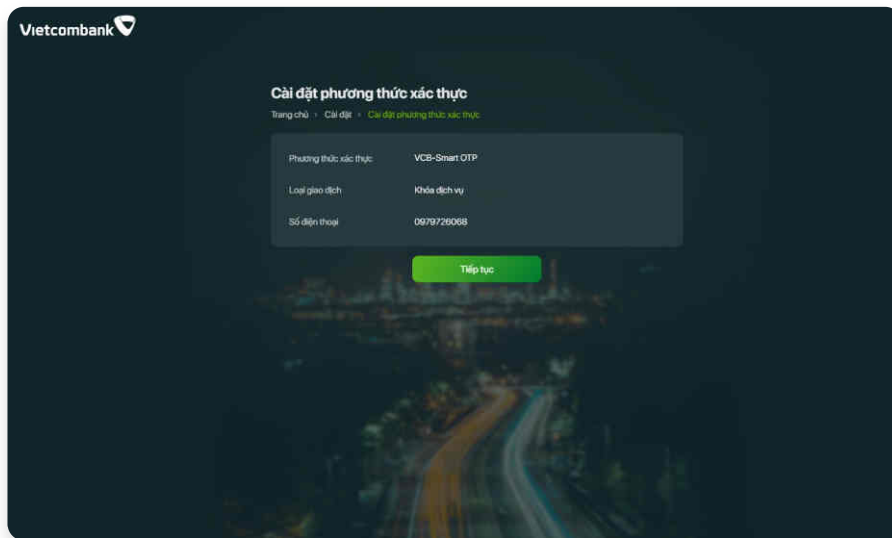 Vietcombank
Cài đặt phương thức xác thực
Trang chủ › Cài đặt › Cài đặt phương thức xác thực
Phương thức xác thực VCB-Smart OTP
Loại giao dịch Khóa dịch vụ
Số điện thoại 0979726068
Tiếp tục